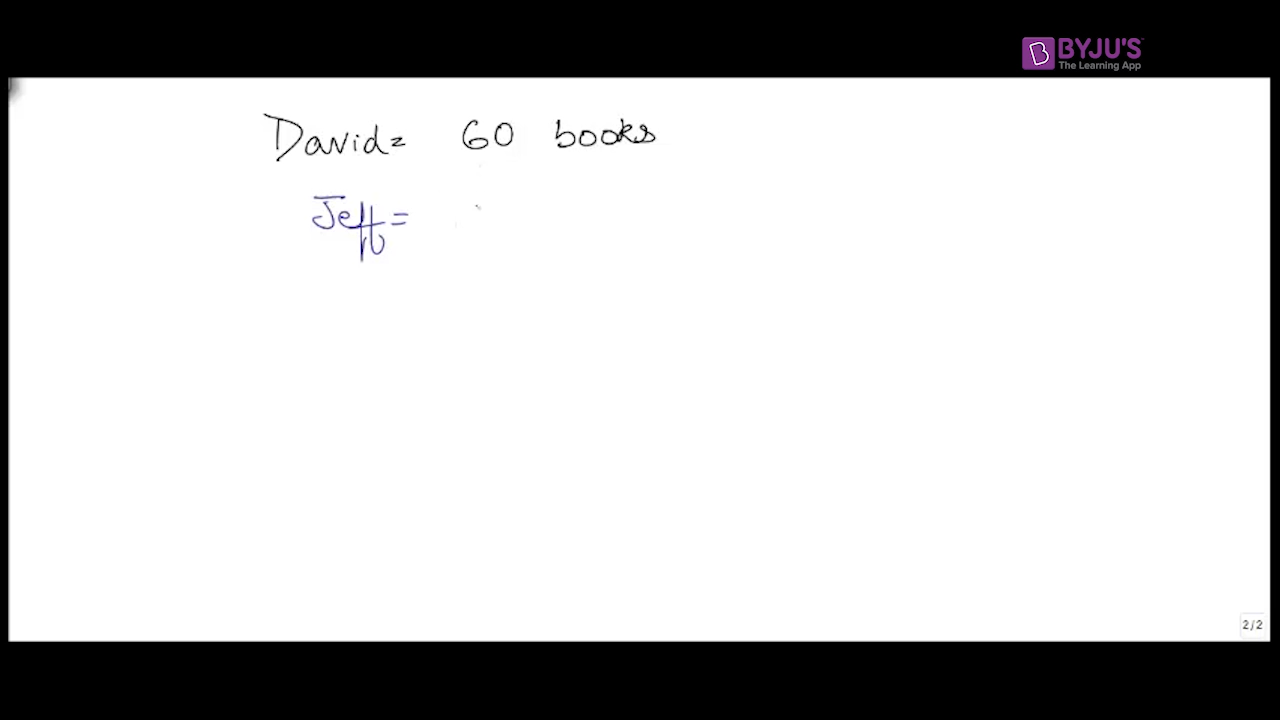 BYJU'S
The Learning App
David= 60 books
Jeff=
2/2